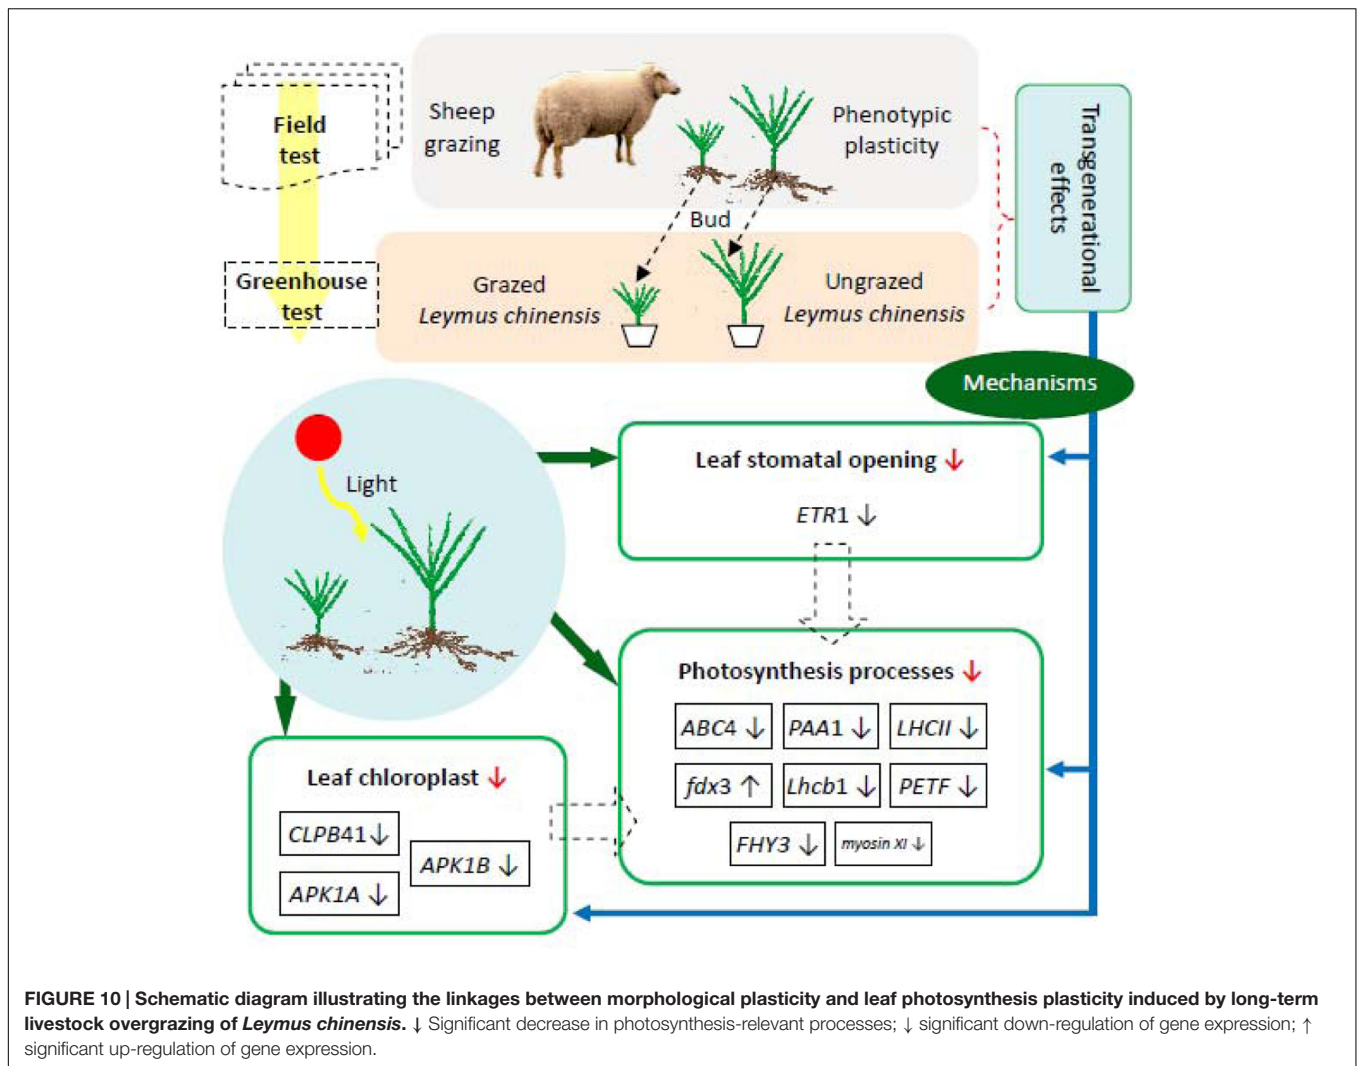 Field
test
Sheep
grazing
Phenotypic
plasticity
Transgenerational
effects
Bud
Greenhouse
test
Grazed
Leymus chinensis
Ungrazed
Leymus chinensis
Mechanisms
Light
Leaf stomatal opening ↓
ETR1 ↓
Photosynthesis processes ↓
ABC4 ↓ PAA1 ↓ LHCII ↓
fdx3 ↑ Lhcb1 ↓ PETF ↓
FHY3 ↓ myosin XI ↓
Leaf chloroplast ↓
CLPB41 ↓
APK1B ↓
APK1A ↓
FIGURE 10 | Schematic diagram illustrating the linkages between morphological plasticity and leaf photosynthesis plasticity induced by long-term
livestock overgrazing of Leymus chinensis. ↓ Significant decrease in photosynthesis-relevant processes; ↓ significant down-regulation of gene expression; ↑
significant up-regulation of gene expression.